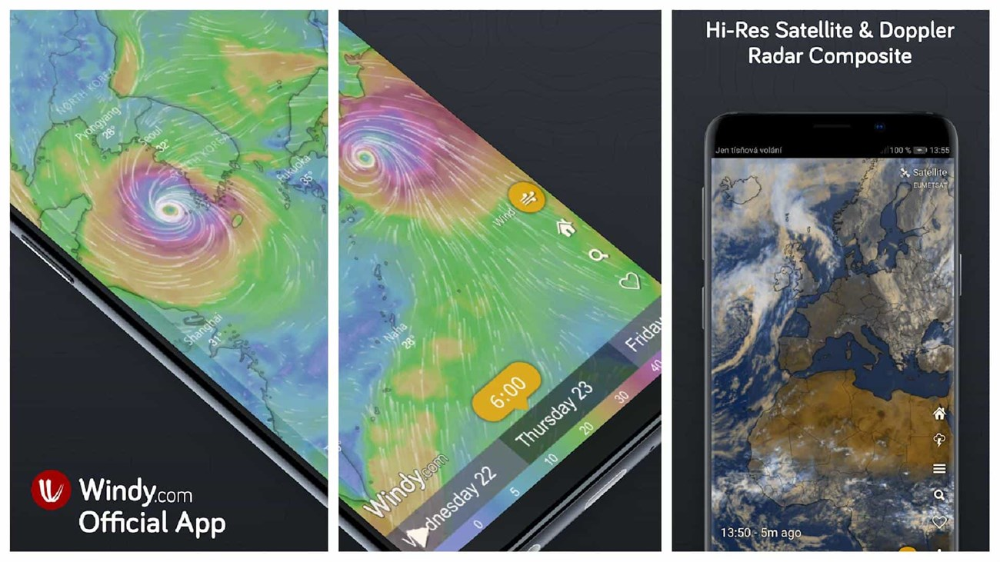 NORTH KOREA
Pyongyang
28°
Seoul
32°
SOUTH KOREA
Fukuoka
35°
Shanghai
31°
Windy.com
Official App
Wind
Naha
28°
6:00
Friday
Thursday 23
Wednesday 22
Windy.com
0 5 10 20 30 40
Hi-Res Satellite & Doppler
Radar Composite
Jen tísňová volání 100 % 13:55
Satellite
EUMETSAT
13:50 - 5m ago